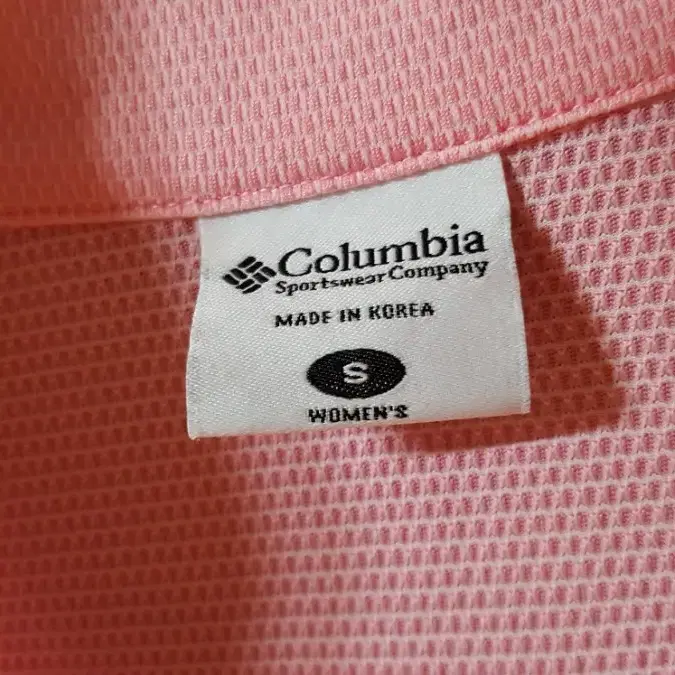 Columbia
Sportswear Company
MADE IN KOREA
S
WOMEN'S